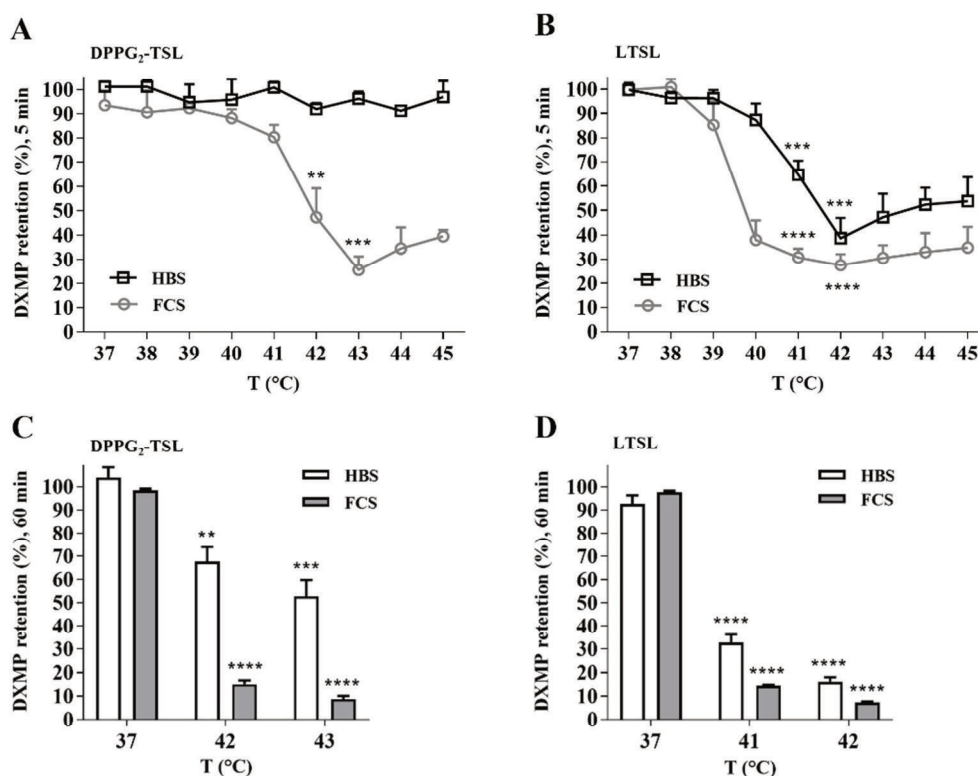 A
DPPG₂-TSL
DXMP retention (%), 5 min
100
90
80
70
60
50
40
30
20
10
0
**
***
HBS
FCS
37 38 39 40 41 42 43 44 45
T (°C)
B
LTSL
DXMP retention (%), 5 min
100
90
80
70
60
50
40
30
20
10
0
***
***
****
****
HBS
FCS
37 38 39 40 41 42 43 44 45
T (°C)
C
DPPG₂-TSL
DXMP retention (%), 60 min
100
90
80
70
60
50
40
30
20
10
0
HBS
FCS
**
***
****
****
37 42 43
T (°C)
D
LTSL
DXMP retention (%), 60 min
100
90
80
70
60
50
40
30
20
10
0
HBS
FCS
****
****
****
****
37 41 42
T (°C)